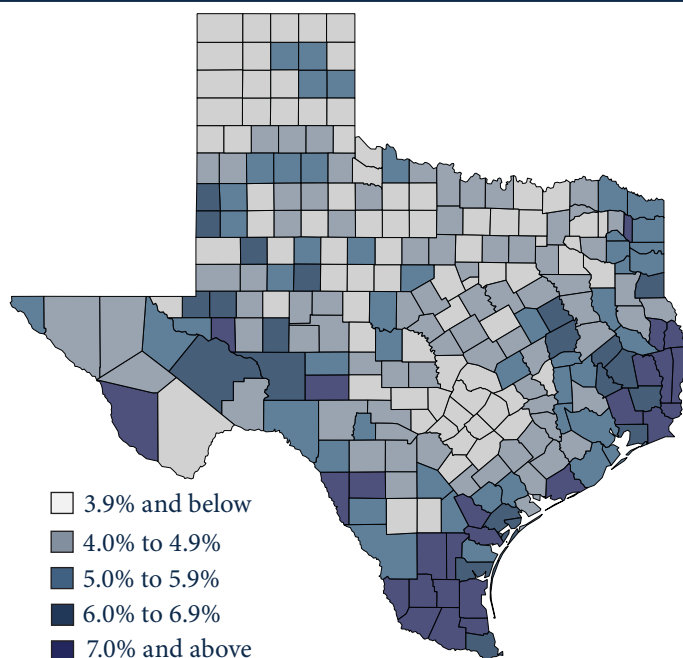 3.9% and below
4.0% to 4.9%
5.0% to 5.9%
6.0% to 6.9%
7.0% and above